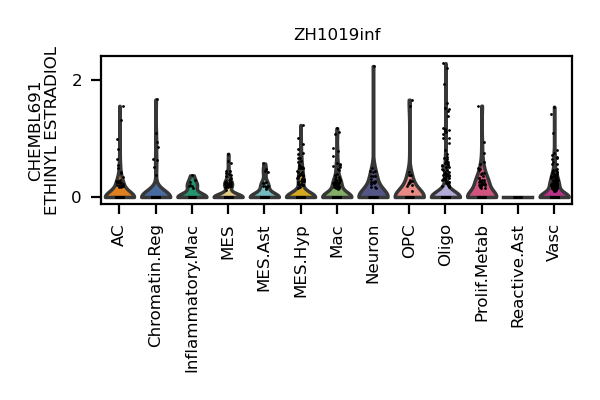 ZH1019inf
CHEMBL691
ETHINYL ESTRADIOL
2
0
AC
Chromatin.Reg
Inflammatory.Mac
MES
MES.Ast
MES.Hyp
Mac
Neuron
OPC
Oligo
Prolif.Metab
Reactive.Ast
Vasc